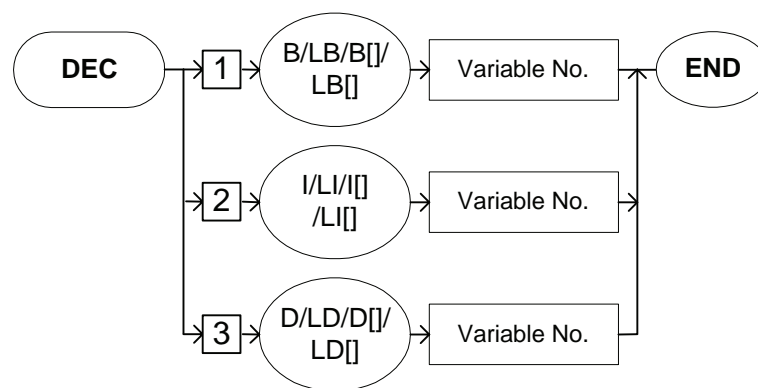 DEC
1
B/LB/B[]/
LB[]
Variable No.
END
2
I/LI/I[]
/LI[]
Variable No.
3
D/LD/D[]/
LD[]
Variable No.